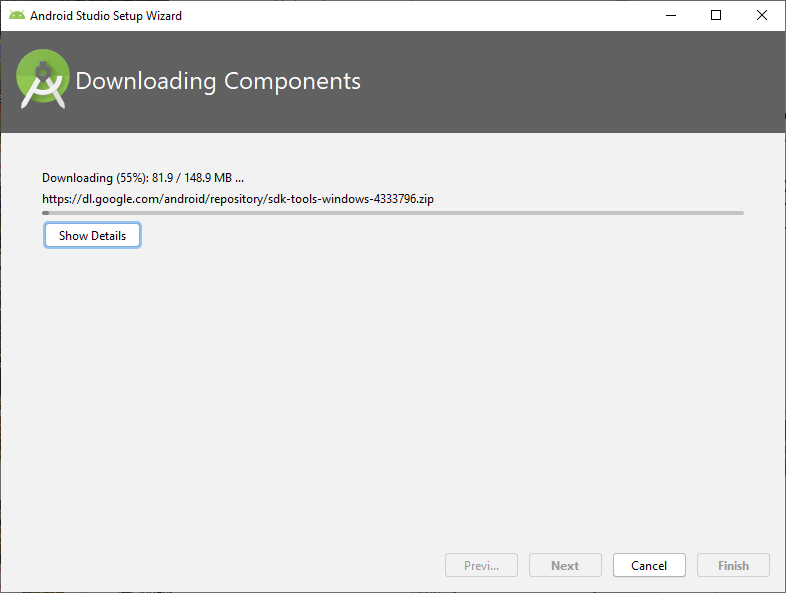 Android Studio Setup Wizard
Downloading Components
Downloading (55%): 81.9 / 148.9 MB ...
https://dl.google.com/android/repository/sdk-tools-windows-4333796.zip
Show Details
Previ... Next Cancel Finish